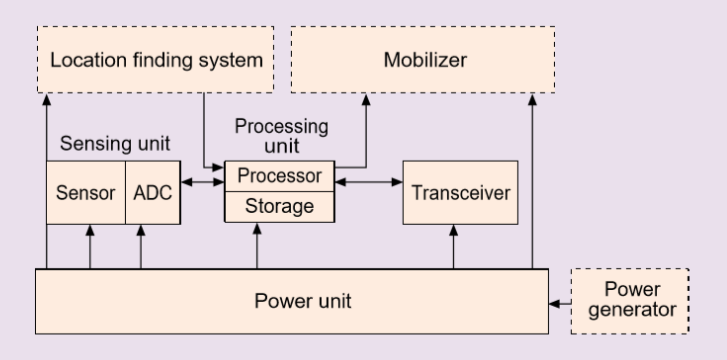 Location finding system
Mobilizer
Sensing unit
Processing
unit
Sensor
ADC
Processor
Storage
Transceiver
Power unit
Power
generator